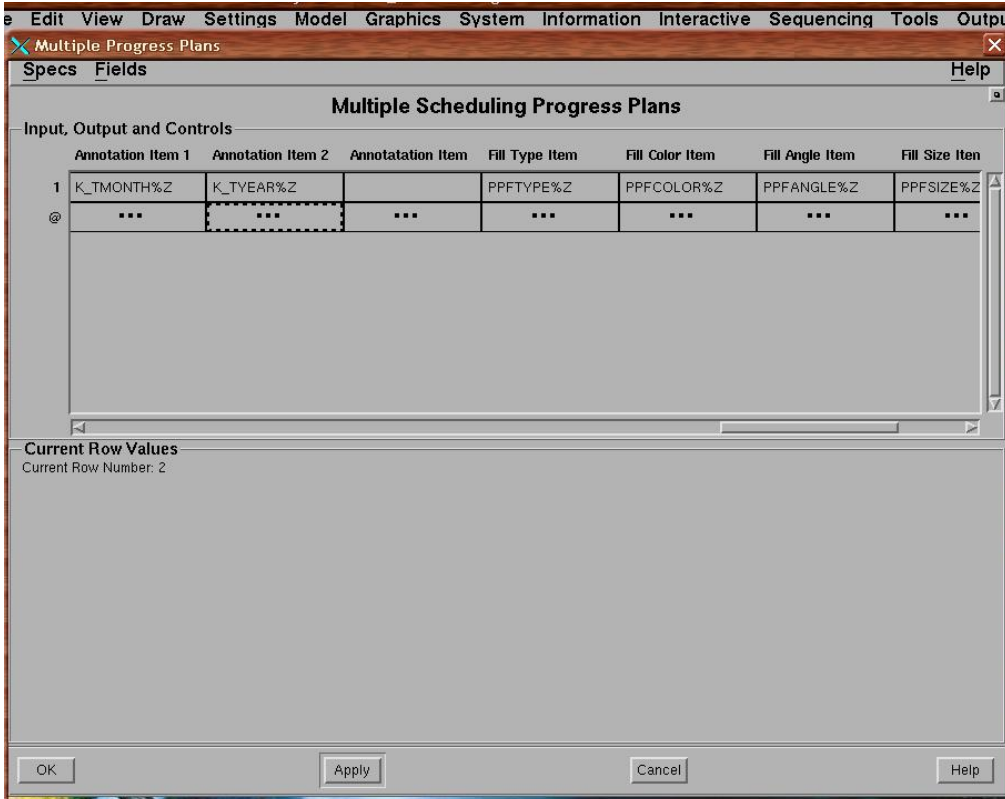 Edit View Draw Settings Model Graphics System Information Interactive Sequencing Tools Outpu
Multiple Progress Plans
Specs Fields Help
Multiple Scheduling Progress Plans
Input, Output and Controls
Annotation Item 1 Annotation Item 2 Annotatation Item Fill Type Item Fill Color Item Fill Angle Item Fill Size Iten
1 K_TMONTH%Z K_TYEAR%Z PPFTYPE%Z PPFCOLOR%Z PPFANGLE%Z PPFSIZE%Z
@ ... ... ... ... ... ... ...
Current Row Values
Current Row Number: 2
OK Apply Cancel Help